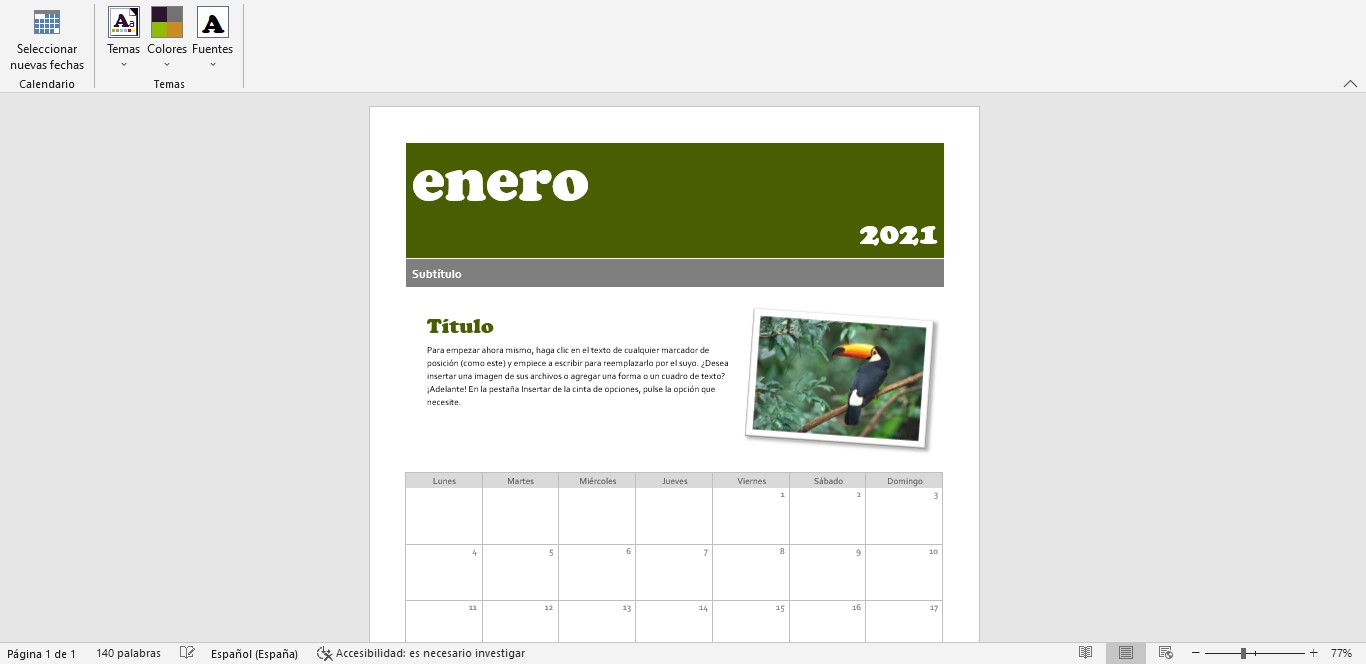 Seleccionar
nuevas fechas
Calendario
Temas Colores Fuentes
Temas
enero
2021
Subtítulo
Título
Para empezar ahora mismo, haga clic en el texto de cualquier marcador de
posición (como este) y empiece a escribir para reemplazarlo por el suyo. ¿Desea
insertar una imagen de sus archivos o agregar una forma o un cuadro de texto?
¡Adelante! En la pestaña Insertar de la cinta de opciones, pulse la opción que
necesite.
Lunes Martes Miércoles Jueves Viernes Sábado Domingo
1 2 3
4 5 6 7 8 9 10
11 12 13 14 15 16 17
Página 1 de 1 140 palabras Español (España) Accesibilidad: es necesario investigar 77%